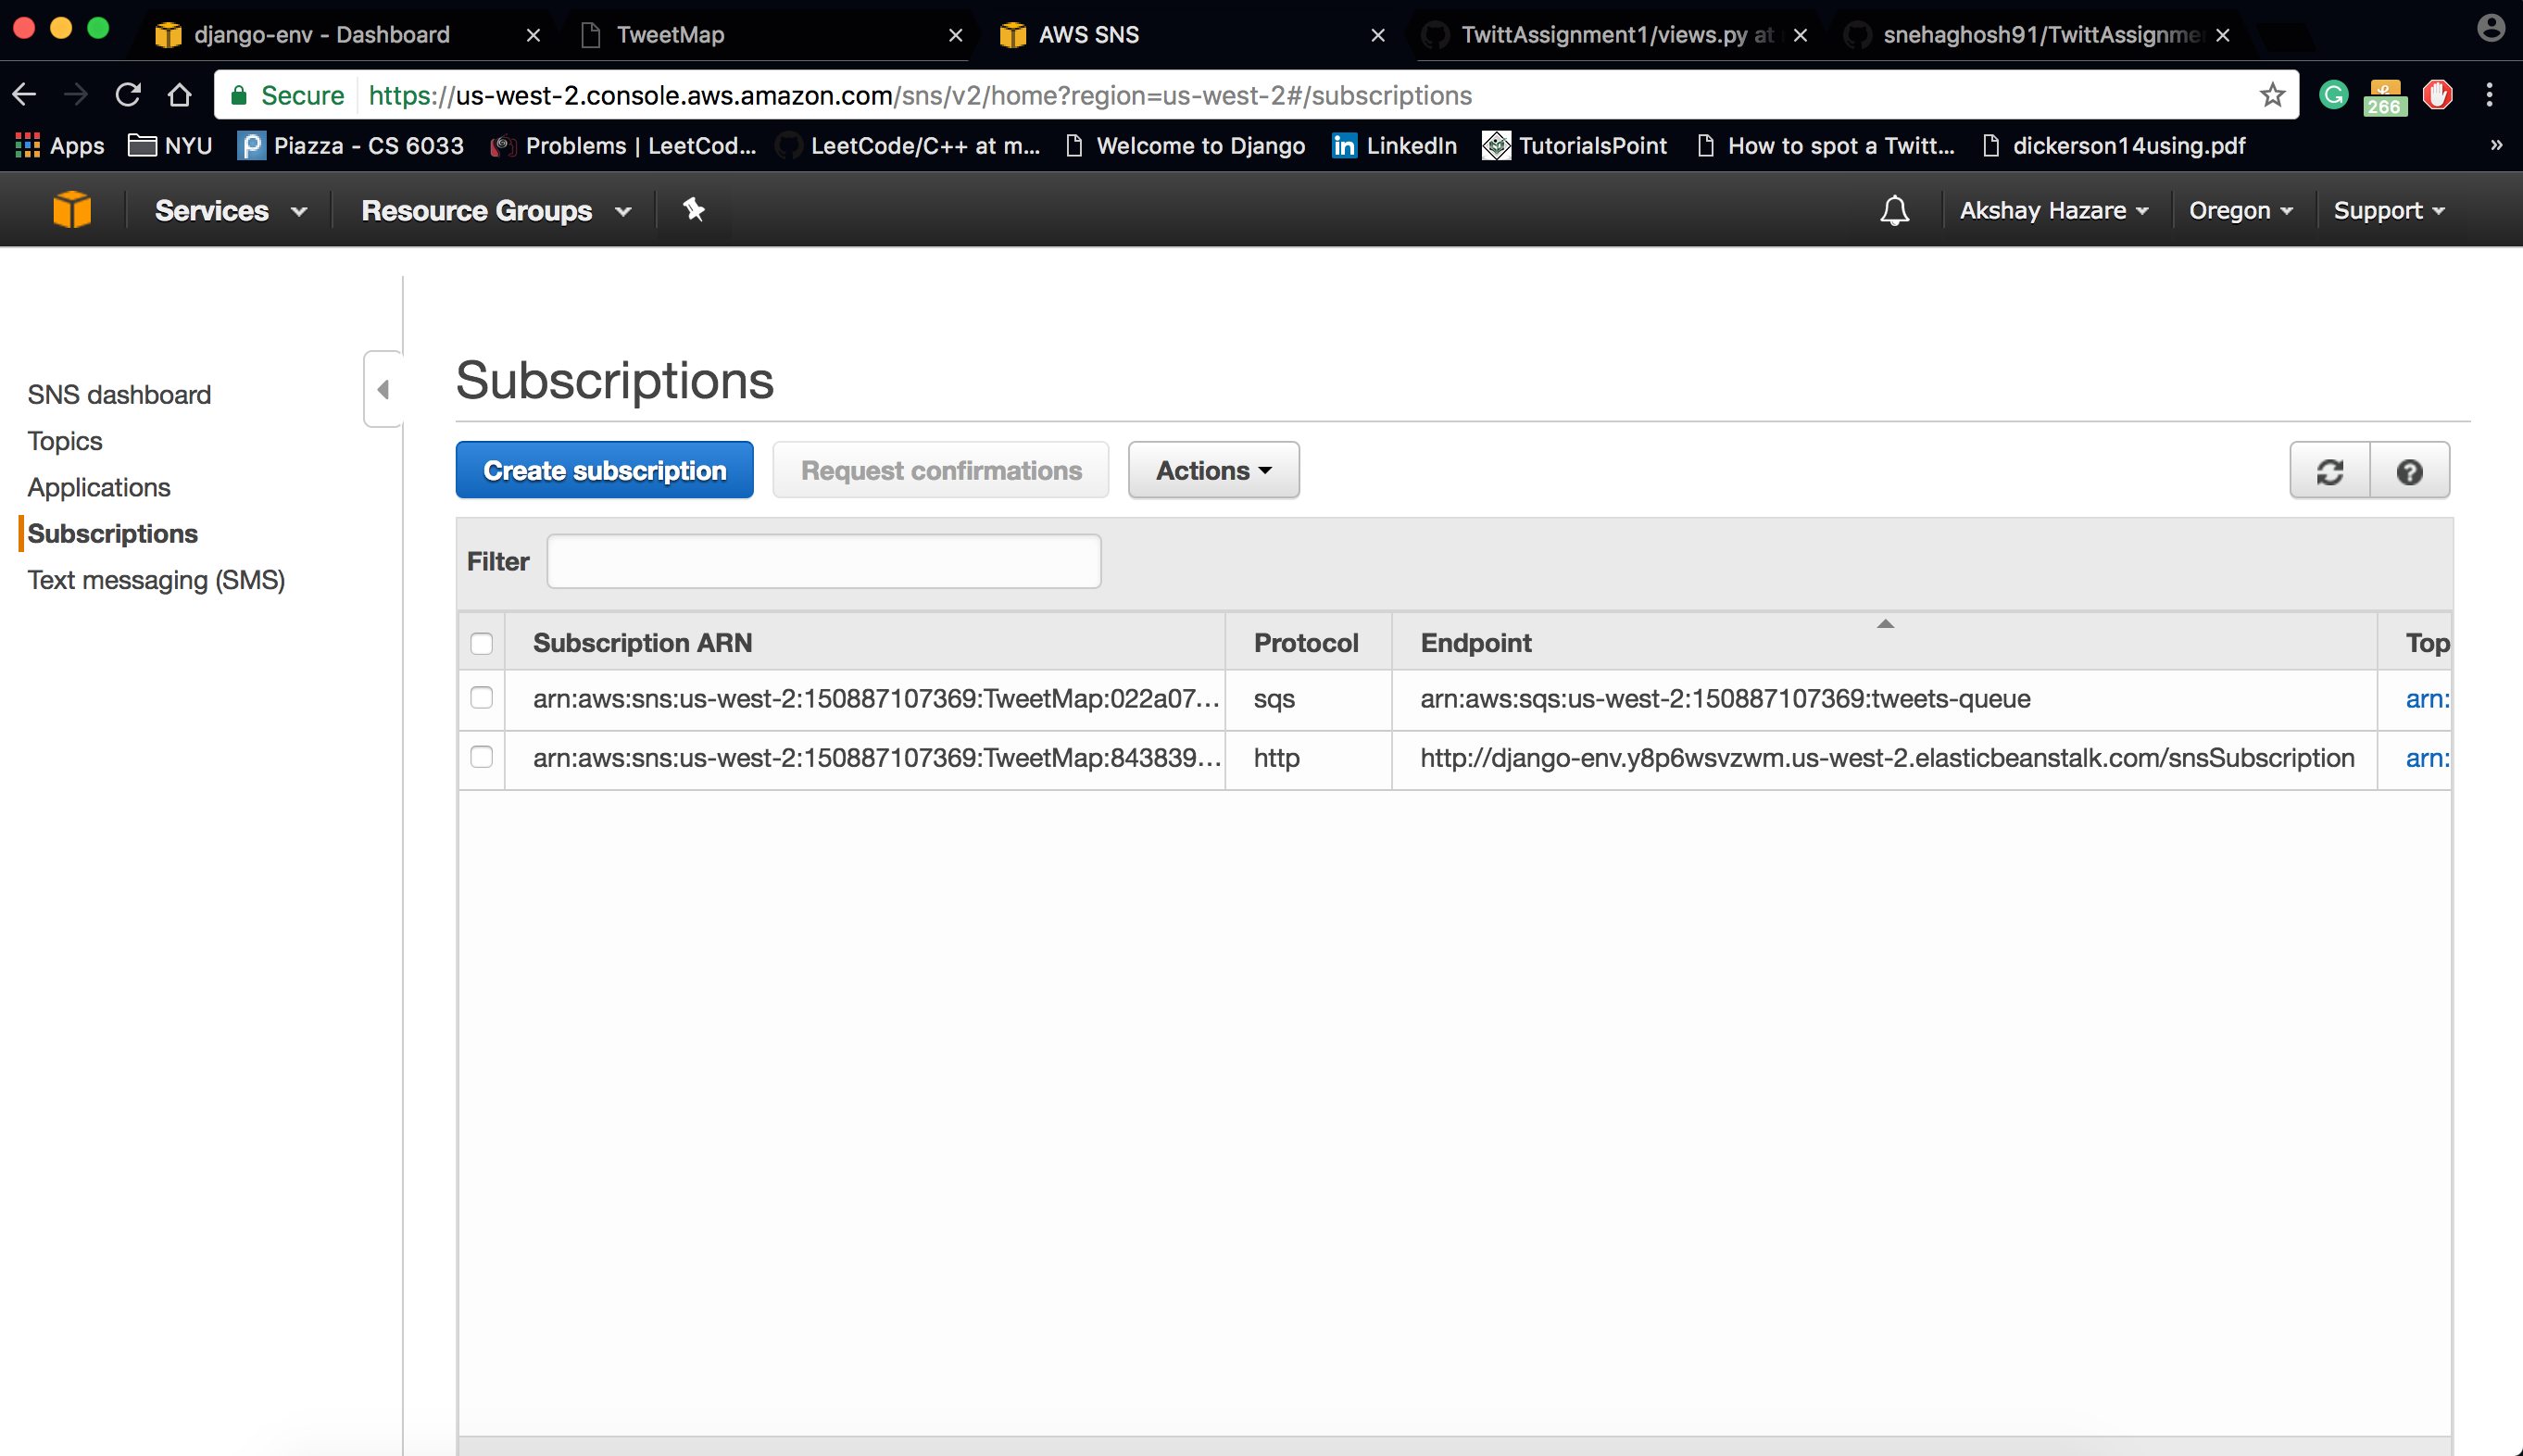 django-env - Dashboard TweetMap AWS SNS TwittAssignment1/views.py at snehaghosh91/TwittAssignme
Secure https://us-west-2.console.aws.amazon.com/sns/v2/home?region=us-west-2#/subscriptions 266
Apps NYU Piazza - CS 6033 Problems | LeetCod... LeetCode/C++ at m... Welcome to Django LinkedIn TutorialsPoint How to spot a Twitt... dickerson14using.pdf »
Services Resource Groups Akshay Hazare Oregon Support
Subscriptions
SNS dashboard
Topics
Applications
Subscriptions
Text messaging (SMS)
Create subscription Request confirmations Actions
Filter
Subscription ARN Protocol Endpoint Top
arn:aws:sns:us-west-2:150887107369:TweetMap:022a07... sqs arn:aws:sqs:us-west-2:150887107369:tweets-queue arn:
arn:aws:sns:us-west-2:150887107369:TweetMap:843839... http http://django-env.y8p6wsvzwm.us-west-2.elasticbeanstalk.com/snsSubscription arn: